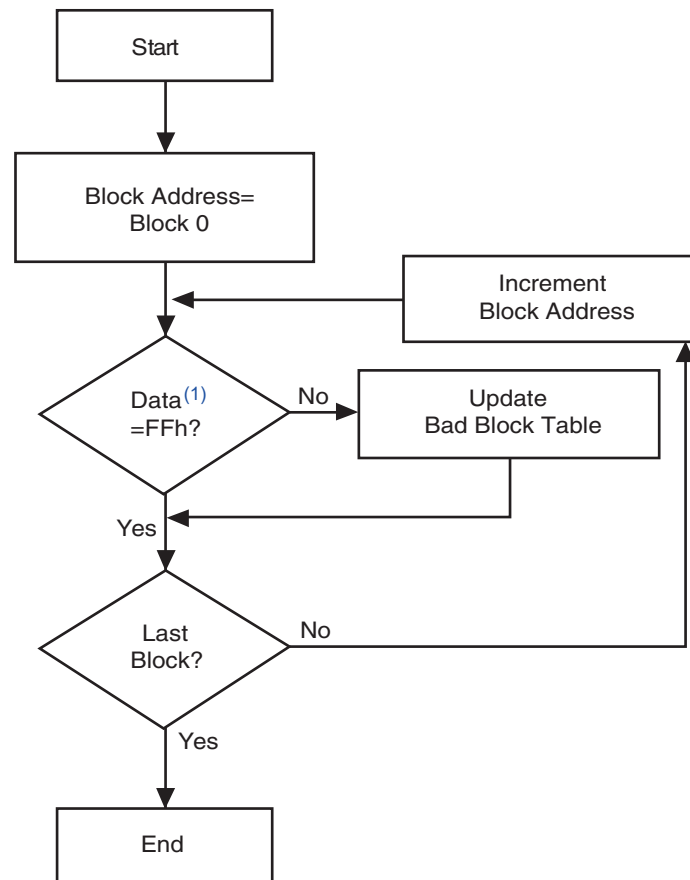 Start
Block Address=
Block 0
Increment
Block Address
Data(1)
=FFh?
No
Update
Bad Block Table
Yes
Last
Block?
No
Yes
End